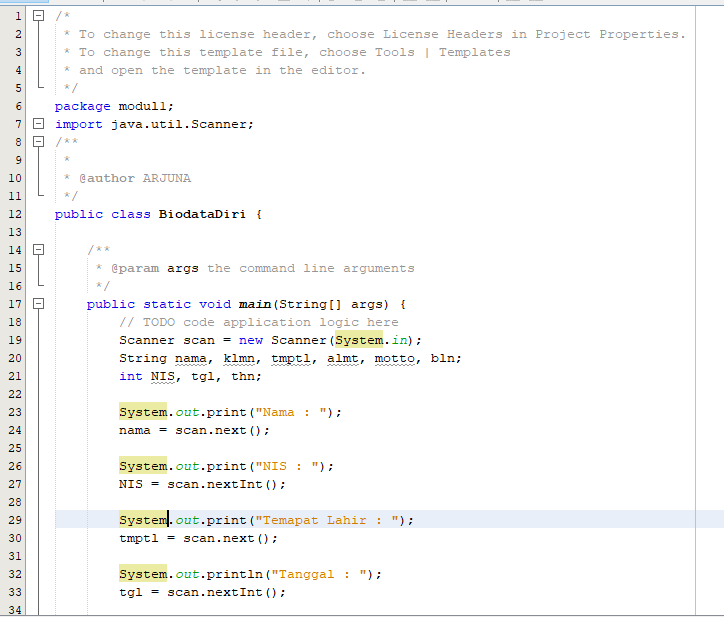 1 /*
2 * To change this license header, choose License Headers in Project Properties.
3 * To change this template file, choose Tools | Templates
4 * and open the template in the editor.
5 */
6 package modul1;
7 import java.util.Scanner;
8 /**
9 *
10 * @author ARJUNA
11 */
12 public class BiodataDiri {
13
14 /**
15 * @param args the command line arguments
16 */
17 public static void main(String[] args) {
18 // TODO code application logic here
19 Scanner scan = new Scanner(System.in);
20 String nama, klmn, tmptl, almt, motto, bln;
21 int NIS, tgl, thn;
22
23 System.out.print("Nama : ");
24 nama = scan.next();
25
26 System.out.print("NIS : ");
27 NIS = scan.nextInt();
28
29 System.out.print("Temapat Lahir : ");
30 tmptl = scan.next();
31
32 System.out.println("Tanggal : ");
33 tgl = scan.nextInt();
34